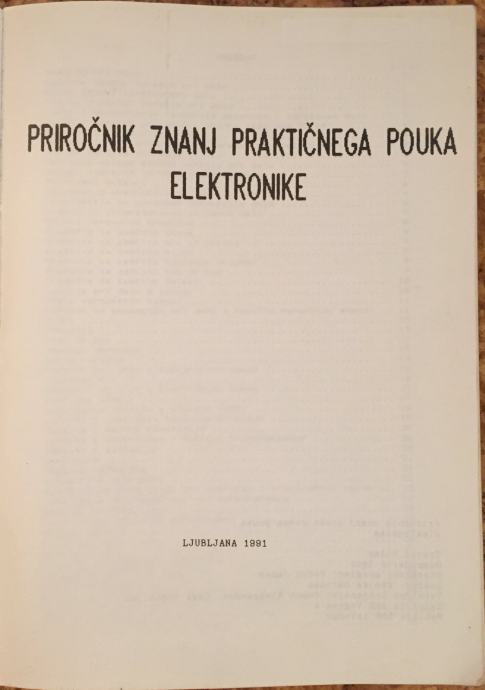 PRIROČNIK ZNANJ PRAKTIČNEGA POUKA
ELEKTRONIKE
LJUBLJANA 1991